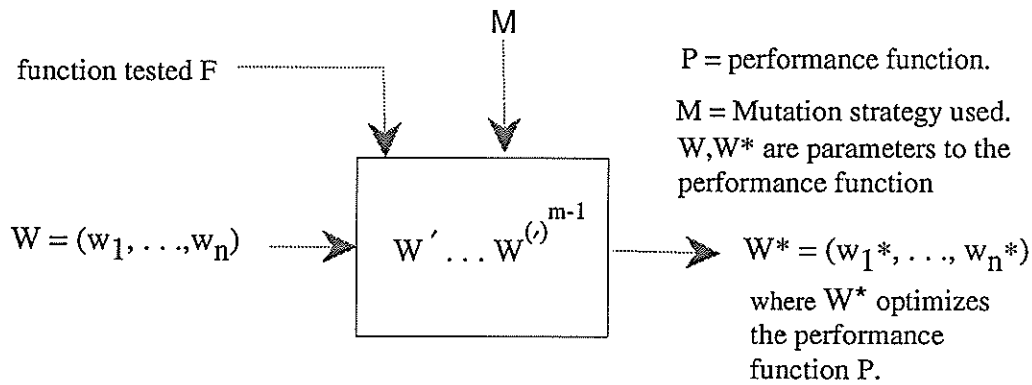 M
function tested F
P = performance function.
M = Mutation strategy used.
W,W* are parameters to the
performance function
W = (w₁, . . .,wₙ)
W ′ . . . W^(′)^m-1
W* = (w₁*, . . ., wₙ*)
where W* optimizes
the performance
function P.